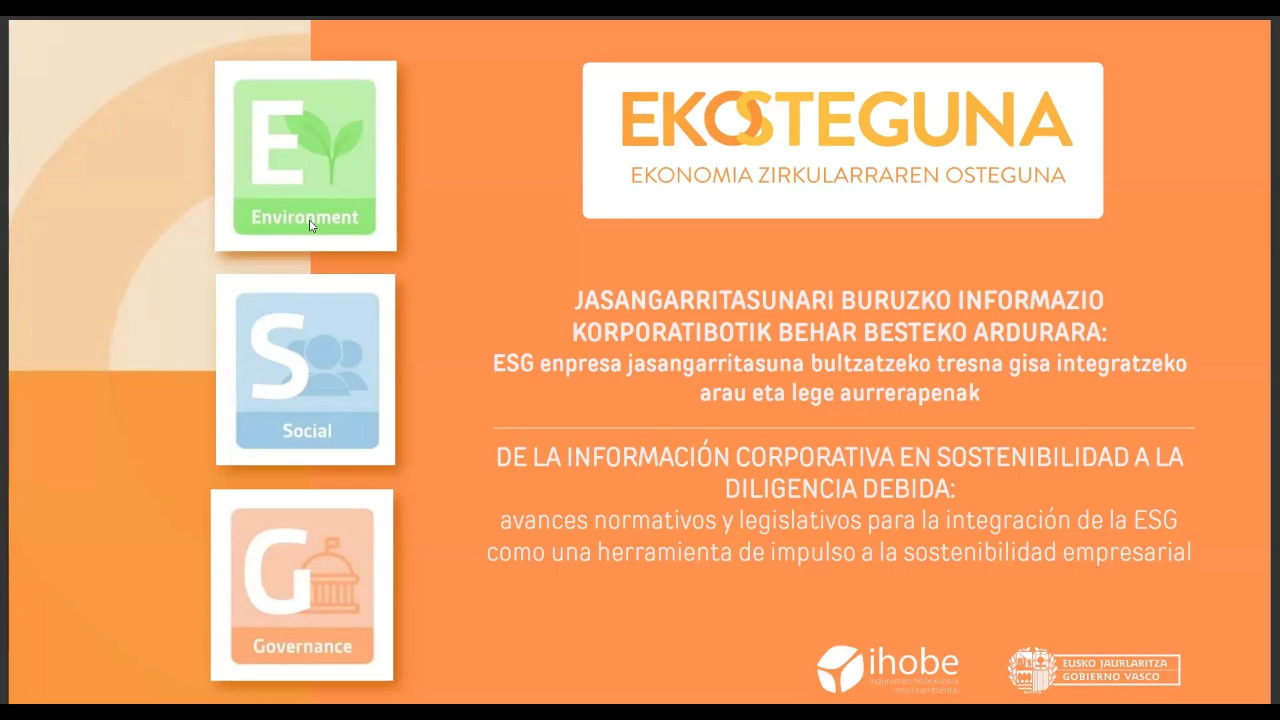 E
Environment
S
Social
G
Governance
EKOSTEGUNA
EKONOMIA ZIRKULARRAREN OSTEGUNA
JASANGARRITASUNARI BURUZKO INFORMAZIO
KORPORATIBOTIK BEHAR BESTEKO ARDURARA:
ESG enpresa jasangarritasuna bultzatzeko tresna gisa integratzeko
arau eta lege aurrerapenak
DE LA INFORMACIÓN CORPORATIVA EN SOSTENIBILIDAD A LA
DILIGENCIA DEBIDA:
avances normativos y legislativos para la integración de la ESG
como una herramienta de impulso a la sostenibilidad empresarial
ihobe
EUSKO JAURLARITZA
GOBIERNO VASCO